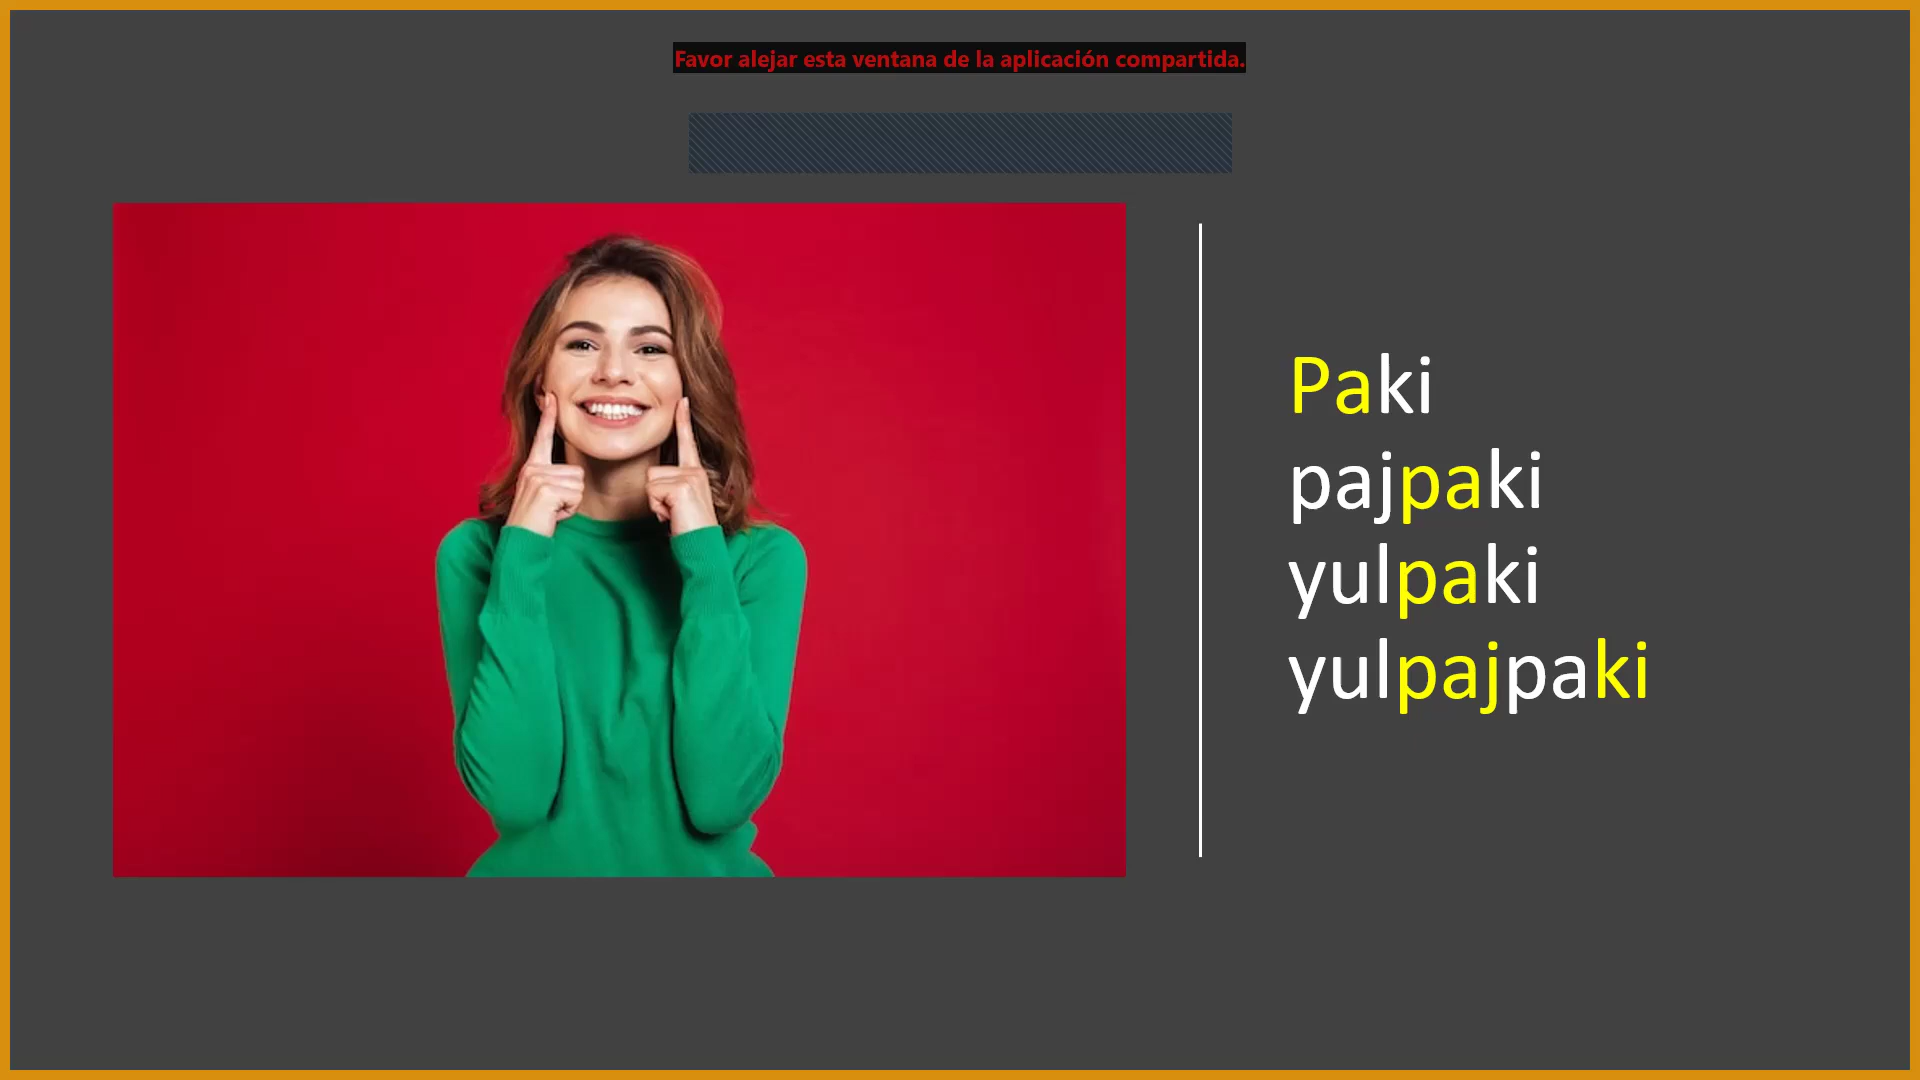 Favor alejar esta ventana de la aplicación compartida.
Paki
pajpaki
yulpaki
yulpajpaki